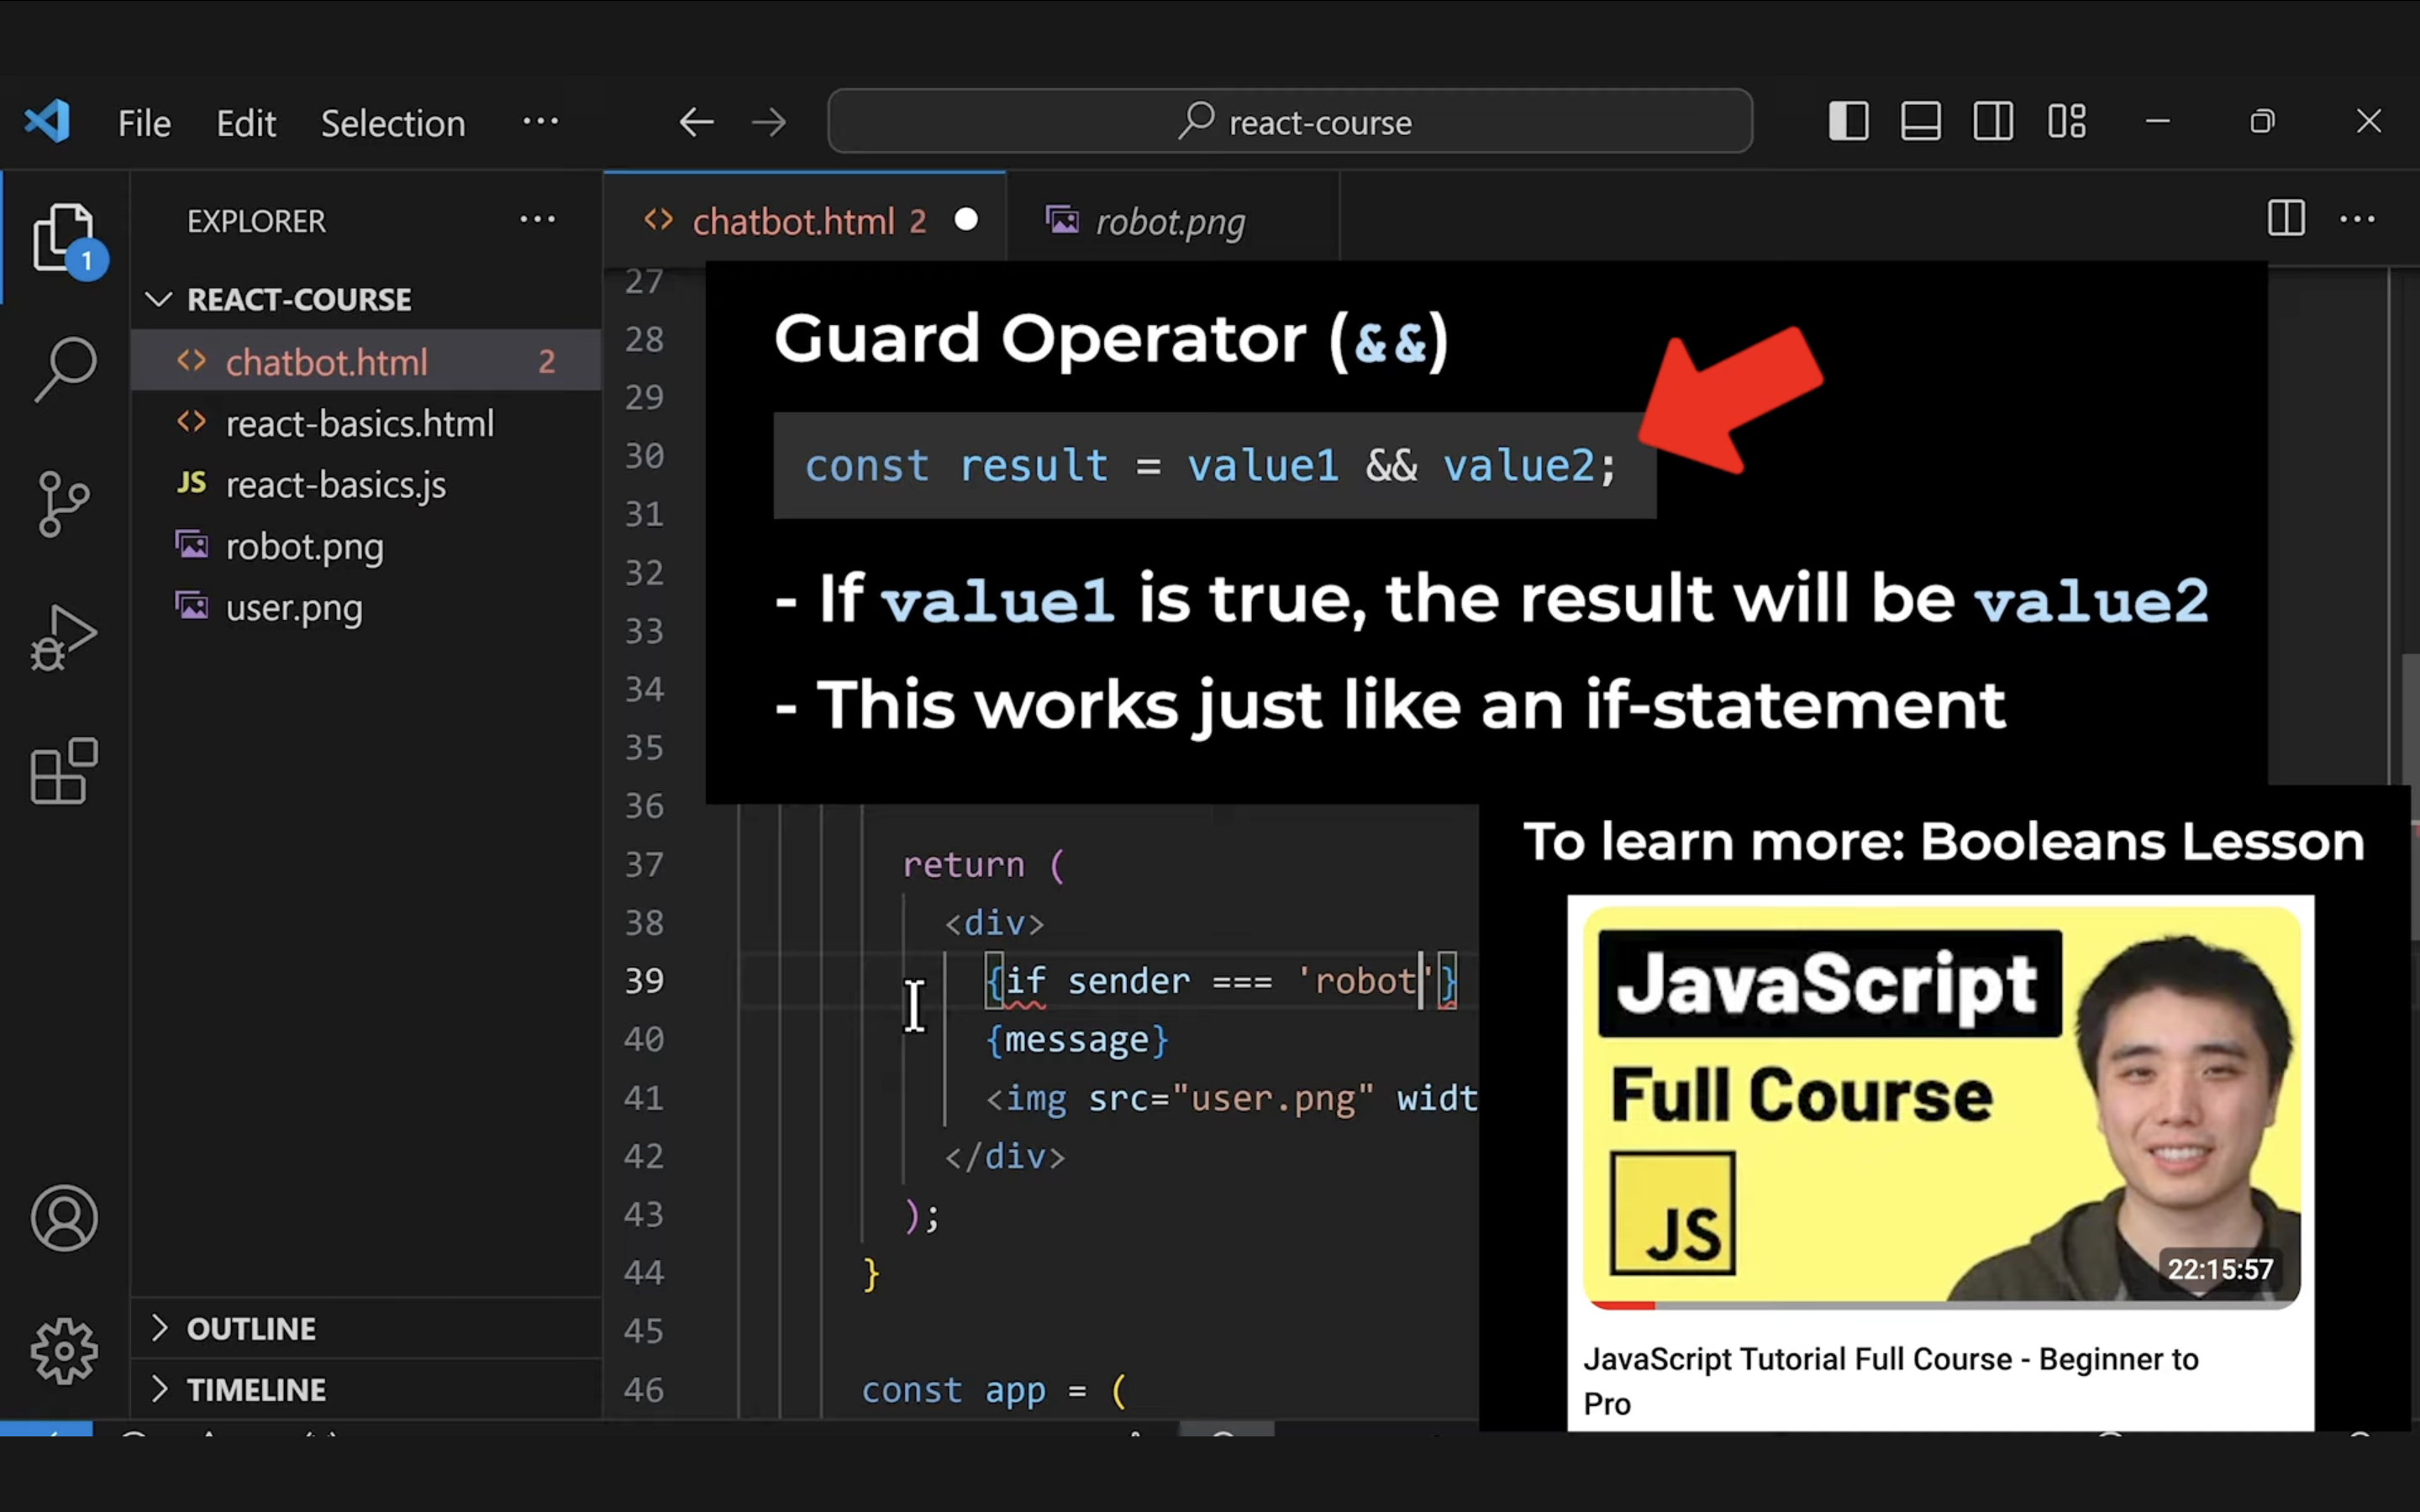 File Edit Selection ...
react-course
EXPLORER ...
chatbot.html 2
robot.png
...
1
REACT-COURSE
chatbot.html 2
react-basics.html
JS react-basics.js
robot.png
user.png
OUTLINE
TIMELINE
27
28
29
30
31
32
33
34
35
36
Guard Operator (&&)
const result = value1 && value2;
- If value1 is true, the result will be value2
- This works just like an if-statement
37 return (
38 <div>
39 {if sender === 'robot'}
40 {message}
41 <img src="user.png" widt
42 </div>
43 );
44 }
45
46 const app = (
To learn more: Booleans Lesson
JavaScript
Full Course
JS
22:15:57
JavaScript Tutorial Full Course - Beginner to
Pro